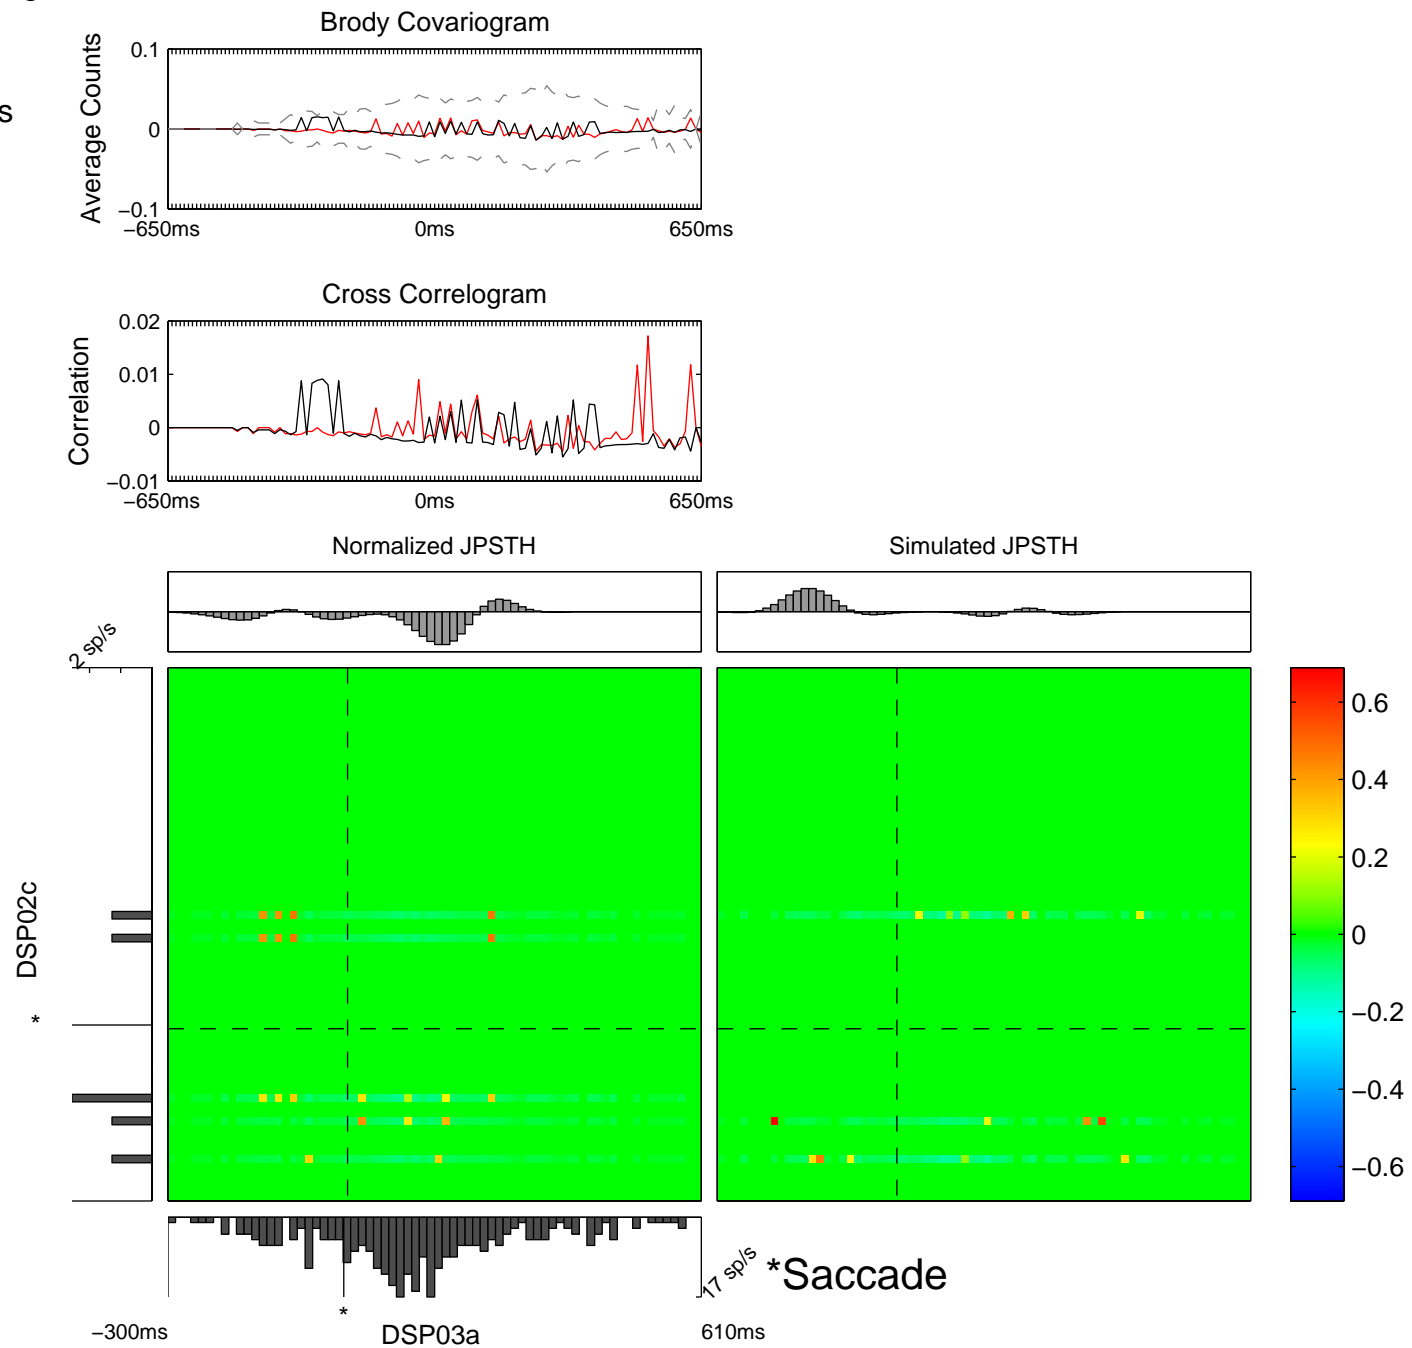 g
s
Brody Covariogram
Average Counts
0.1
0
−0.1
−650ms
0ms
650ms
Cross Correlogram
Correlation
0.02
0.01
0
−0.01
−650ms
0ms
650ms
Normalized JPSTH
Simulated JPSTH
2 sp/s
DSP02c
*
0.6
0.4
0.2
0
−0.2
−0.4
−0.6
17 sp/s
*Saccade
*
−300ms
DSP03a
610ms